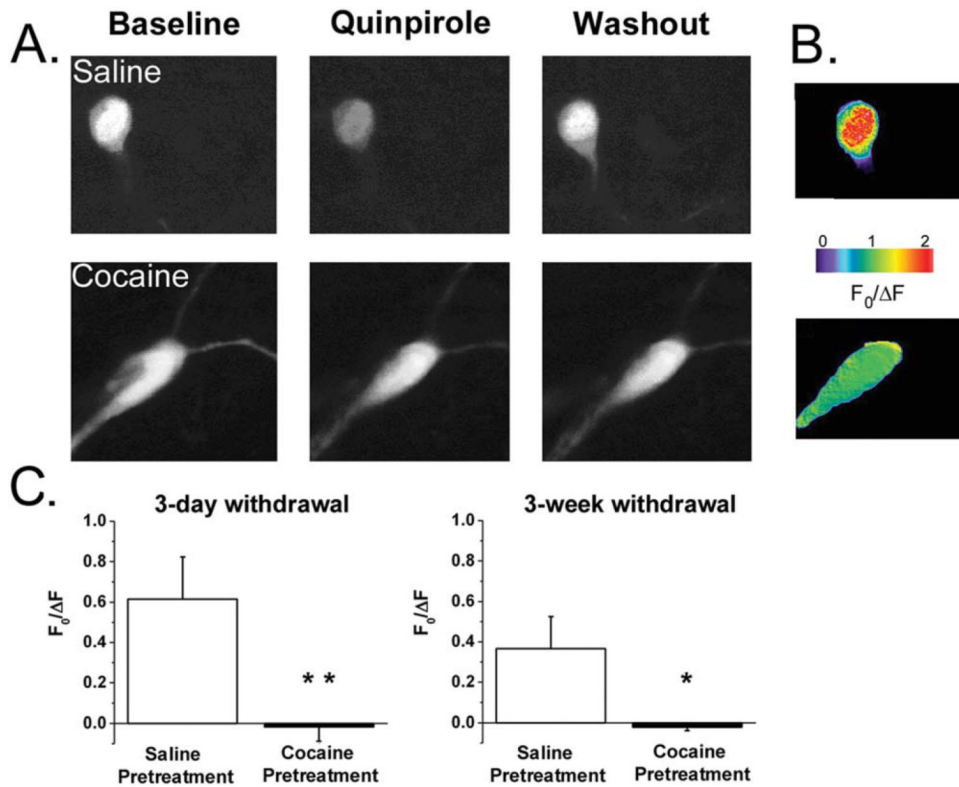 A.
Baseline Quinpirole Washout
B.
Saline
Cocaine
0 1 2
F₀/ΔF
C.
3-day withdrawal
1.0
0.8
0.6
0.4
0.2
0.0
F₀/ΔF
* *
Saline Pretreatment
Cocaine Pretreatment
3-week withdrawal
1.0
0.8
0.6
0.4
0.2
0.0
F₀/ΔF
*
Saline Pretreatment
Cocaine Pretreatment